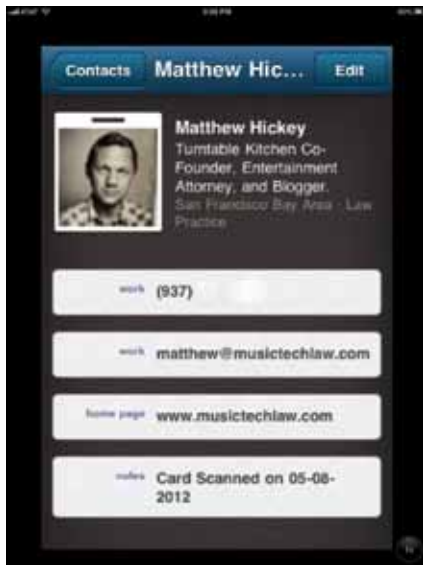 Contacts
Matthew Hic...
Edit
Matthew Hickey
Turntable Kitchen Co-
Founder, Entertainment
Attorney, and Blogger.
San Francisco Bay Area · Law
Practice
work (937)
work matthew@musictechlaw.com
home page www.musictechlaw.com
notes Card Scanned on 05-08-
2012